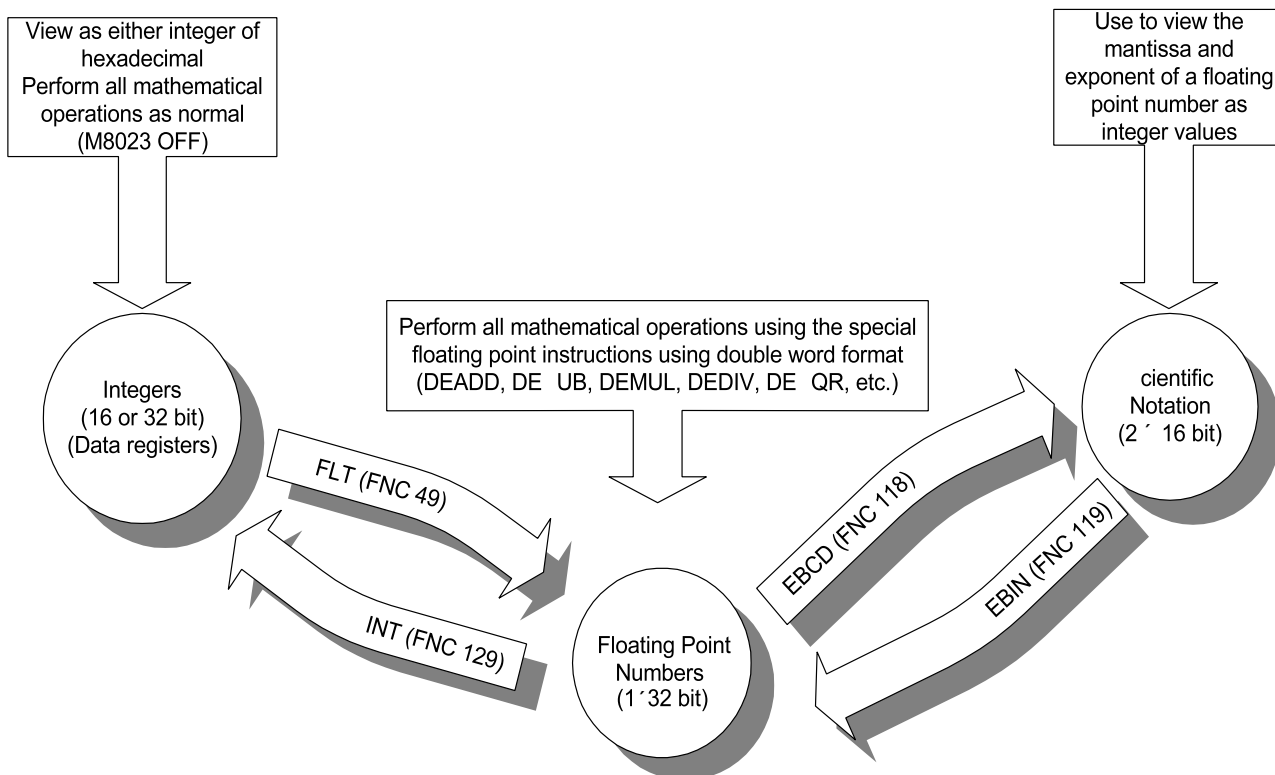 View as either integer of
hexadecimal
Perform all mathematical
operations as normal
(M8023 OFF)
Use to view the
mantissa and
exponent of a floating
point number as
integer values
Perform all mathematical operations using the special
floating point instructions using double word format
(DEADD, DE UB, DEMUL, DEDIV, DE QR, etc.)
Integers
(16 or 32 bit)
(Data registers)
cientific
Notation
(2 ´ 16 bit)
FLT (FNC 49)
INT (FNC 129)
EBCD (FNC 118)
EBIN (FNC 119)
Floating Point
Numbers
(1 ´32 bit)